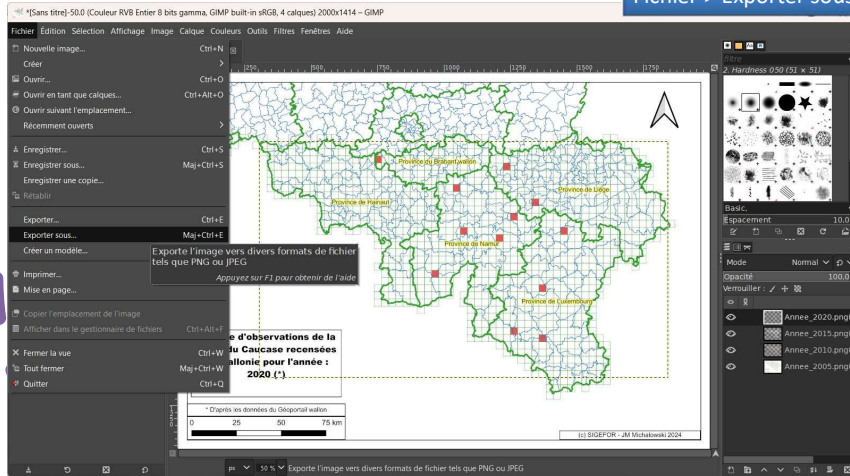 *[Sans titre]-50.0 (Couleur RVB Entier 8 bits gamma, GIMP built-in sRGB, 4 calques) 2000x1414 – GIMP
Fichier > Exporter sous
Fichier Édition Sélection Affichage Image Calque Couleurs Outils Filtres Fenêtres Aide
Nouvelle image... Ctrl+N
Créer >
Ouvrir... Ctrl+O
Ouvrir en tant que calques... Ctrl+Alt+O
Ouvrir suivant l'emplacement...
Récemment ouverts >
Enregistrer... Ctrl+S
Enregistrer sous... Maj+Ctrl+S
Enregistrer une copie...
Rétablir
Exporter... Ctrl+E
Exporter sous... Maj+Ctrl+E
Créer un modèle...
Imprimer...
Mise en page...
Copier l'emplacement de l'image
Afficher dans le gestionnaire de fichiers Ctrl+Alt+F
Fermer la vue Ctrl+W
Tout fermer Maj+Ctrl+W
Quitter Ctrl+Q
Exporte l'image vers divers formats de fichier
tels que PNG ou JPEG
Appuyez sur F1 pour obtenir de l'aide
250 500 750 1000 1250 1500 1750
Province du Brabant wallon
Province de Hainaut
Province de Liège
Province de Namur
Province de Luxembourg
e d'observations de la
du Caucase recensées
allonie pour l'année :
2020 (*)
* D'après les données du Géoportail wallon
0 25 50 75 km
(c) SIGEFOR - JM Michalowski 2024
px 50 % Exporte l'image vers divers formats de fichier tels que PNG ou JPEG
filtre
2. Hardness 050 (51 × 51)
Basic,
Espacement 10.0
Mode Normal
Opacité 100.0
Verrouiller :
Annee_2020.png
Annee_2015.png
Annee_2010.png
Annee_2005.png